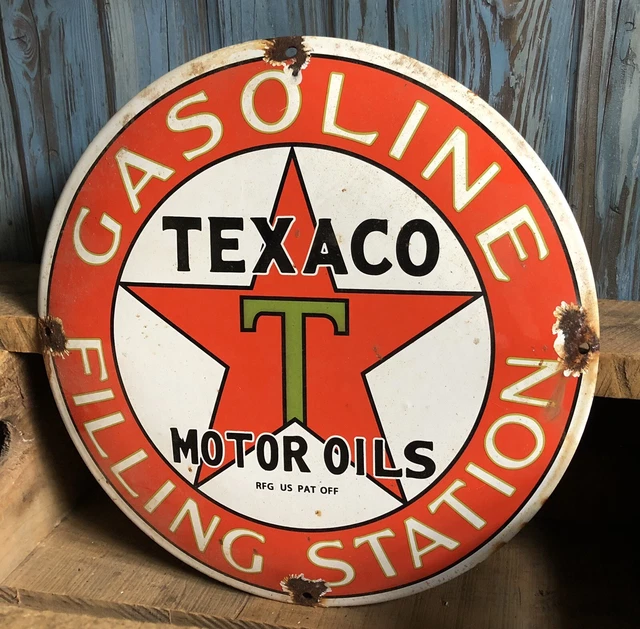 GASOLINE
TEXACO
T
MOTOR OILS
RFG US PAT OFF
FILLING STATION